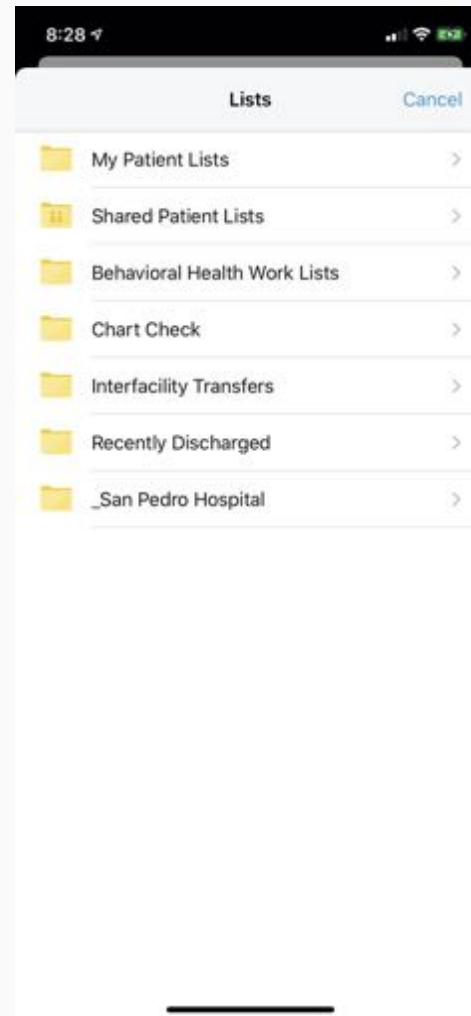 8:28
Lists
Cancel
My Patient Lists
Shared Patient Lists
Behavioral Health Work Lists
Chart Check
Interfacility Transfers
Recently Discharged
_San Pedro Hospital